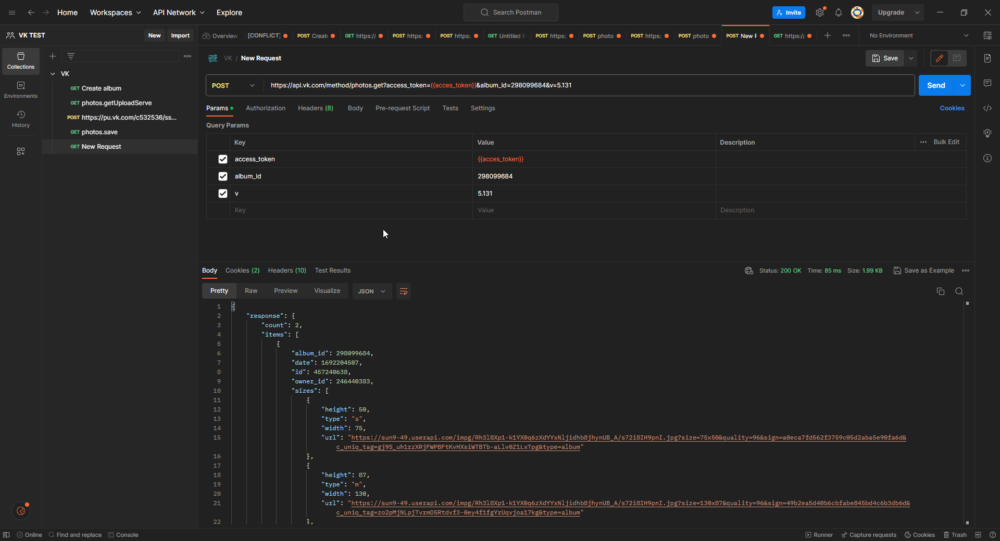 Home Workspaces API Network Explore Search Postman Invite Upgrade
VK TEST New Import Overview [CONFLICT] POST Create GET https:// POST https: POST https: GET Untitled R POST https: POST photo POST https: POST photo POST New F GET https:// No Environment
Collections
Environments
History
VK
GET Create album
GET photos.getUploadServe
POST https://pu.vk.com/c532536/ss...
GET photos.save
GET New Request
HTTP VK / New Request Save
POST https://api.vk.com/method/photos.get?access_token={{acces_token}}&album_id=298099684&v=5.131 Send
Params Authorization Headers (8) Body Pre-request Script Tests Settings Cookies
Query Params
Key Value Description Bulk Edit
access_token {{acces_token}}
album_id 298099684
v 5.131
Key Value Description
Body Cookies (2) Headers (10) Test Results Status: 200 OK Time: 85 ms Size: 1.99 KB Save as Example
Pretty Raw Preview Visualize JSON
1 {
2 "response": {
3 "count": 2,
4 "items": [
5 {
6 "album_id": 298099684,
7 "date": 1692204507,
8 "id": 457240638,
9 "owner_id": 246440383,
10 "sizes": [
11 {
12 "height": 50,
13 "type": "s",
14 "width": 75,
15 "url": "https://sun9-49.userapi.com/impg/Rh3l8Xp1-k1YX0q6zXdYYxNljidhb8jhynUB_A/s72i8IH9pnI.jpg?size=75x50&quality=96&sign=a0eca7fd562f3759c05d2aba5e90fa6d&
c_uniq_tag=gj9S_uh1rzXRjFWPBFtKvHXsiWTBTb-aLlv0Z1LxTpg&type=album"
16 },
17 {
18 "height": 87,
19 "type": "m",
20 "width": 130,
21 "url": "https://sun9-49.userapi.com/impg/Rh3l8Xp1-k1YX0q6zXdYYxNljidhb8jhynUB_A/s72i8IH9pnI.jpg?size=130x87&quality=96&sign=49b2ea5d40b6cbfabe845bd4c6b3db6d&
c_uniq_tag=zo2pMjNLpjTvrmD5Rtdvf3-0ey4f1fgYrUqvjoa17kg&type=album"
22 },
Online Find and replace Console Runner Capture requests Cookies Trash